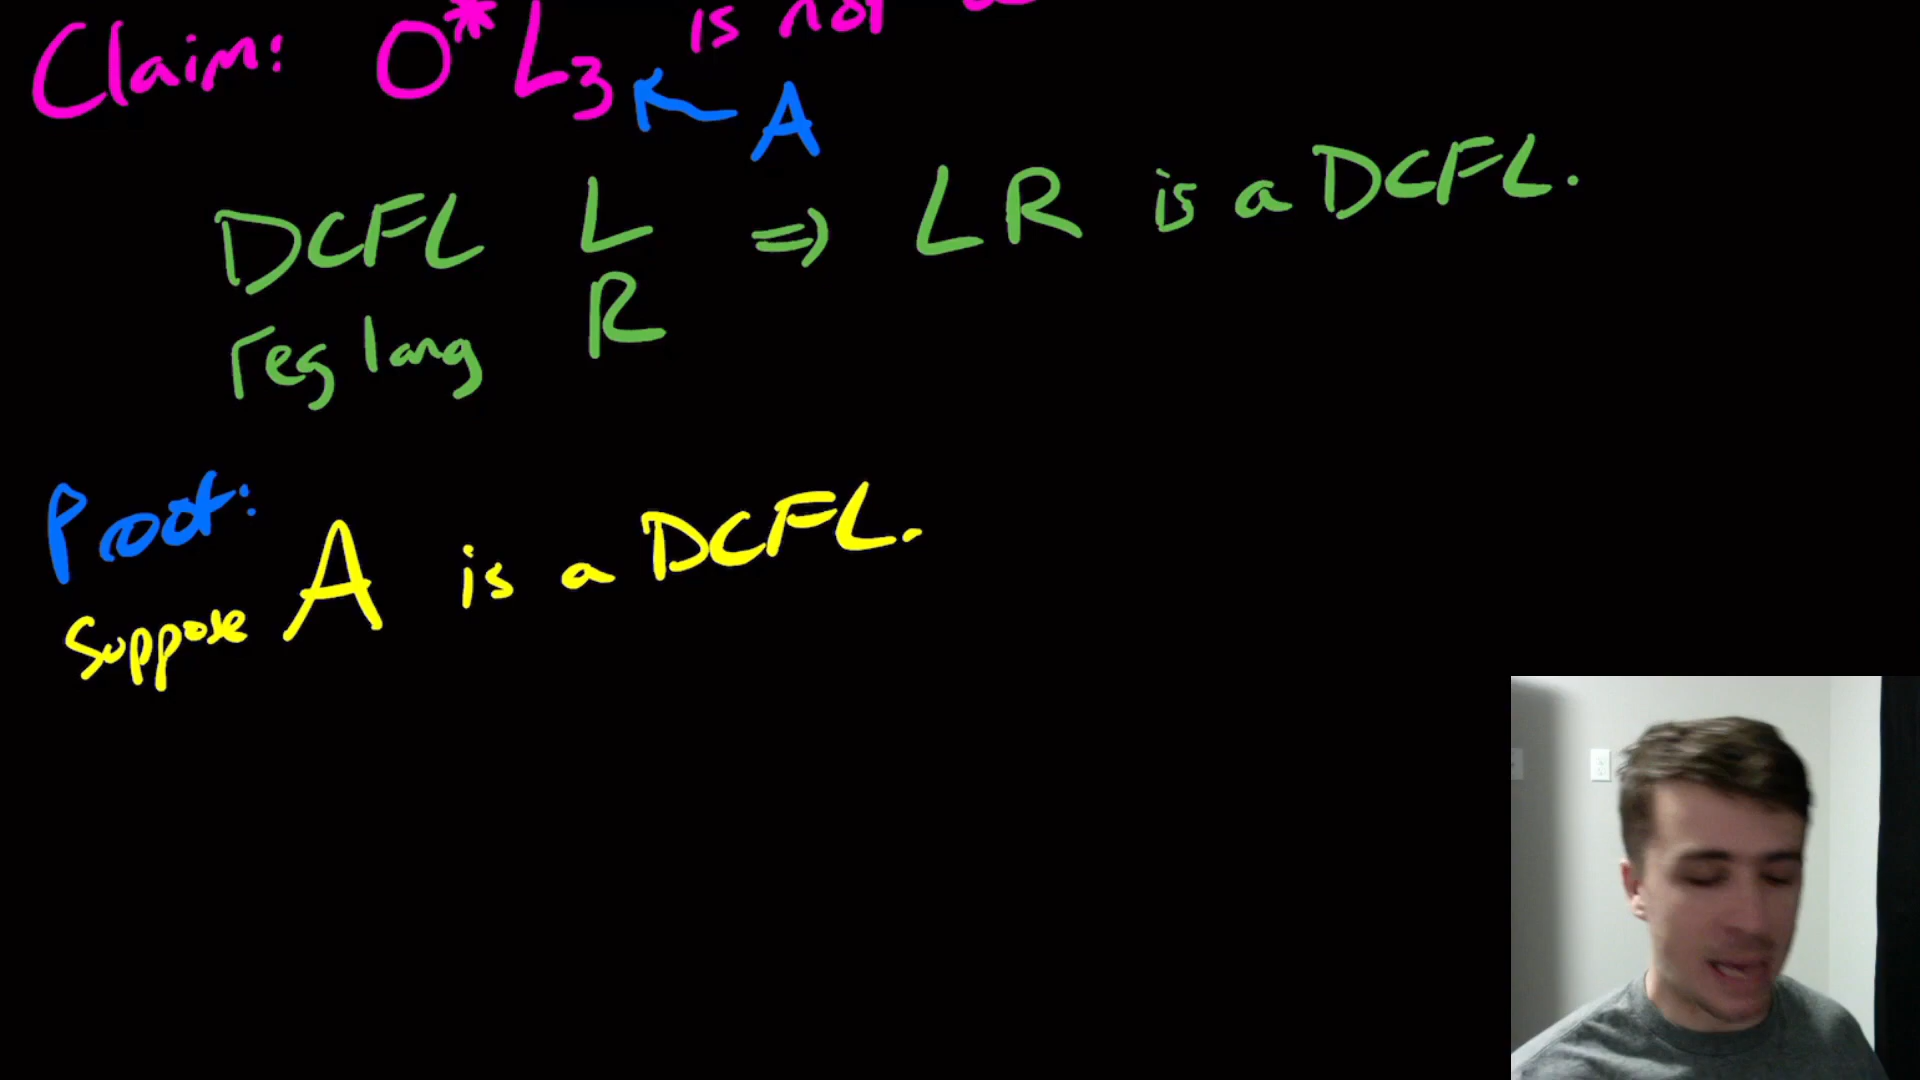 Claim: 0*L3 is not
A
DCFL L ⇒ LR is a DCFL.
reg lang R
Proof:
Suppose A is a DCFL.